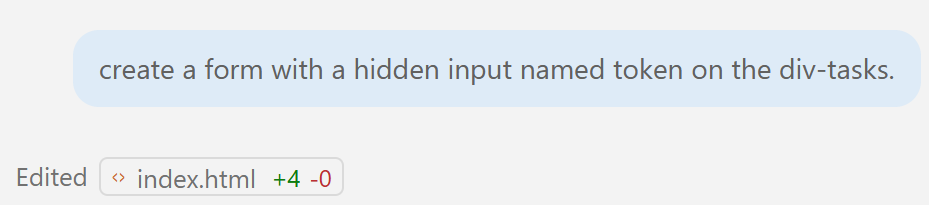 create a form with a hidden input named token on the div-tasks.
Edited <> index.html +4 -0